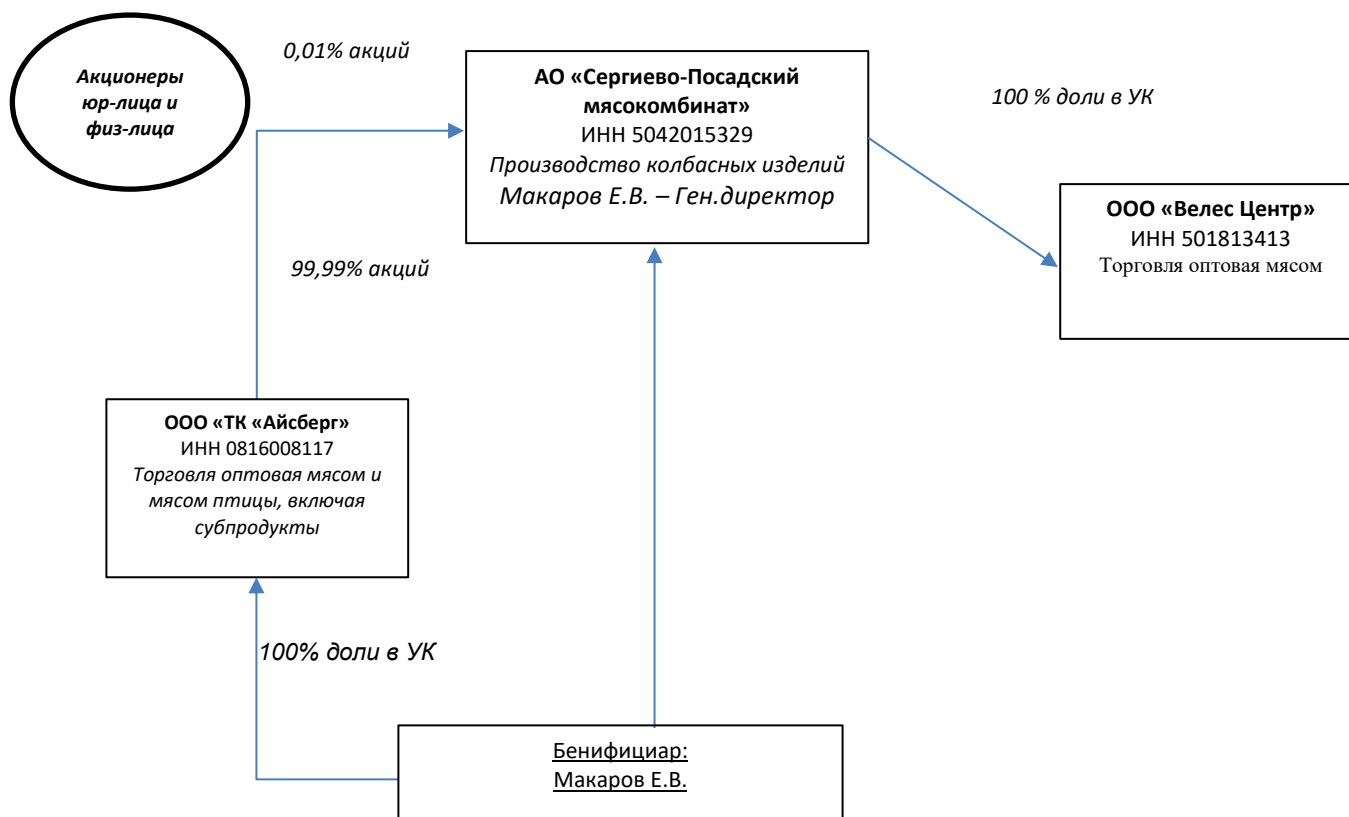 Акционеры
юр-лица и
физ-лица
0,01% акций
АО «Сергиево-Посадский
мясокомбинат»
ИНН 5042015329
Производство колбасных изделий
Макаров Е.В. – Ген.директор
100 % доли в УК
ООО «Велес Центр»
ИНН 501813413
Торговля оптовая мясом
99,99% акций
ООО «ТК «Айсберг»
ИНН 0816008117
Торговля оптовая мясом и
мясом птицы, включая
субпродукты
100% доли в УК
Бенифициар:
Макаров Е.В.